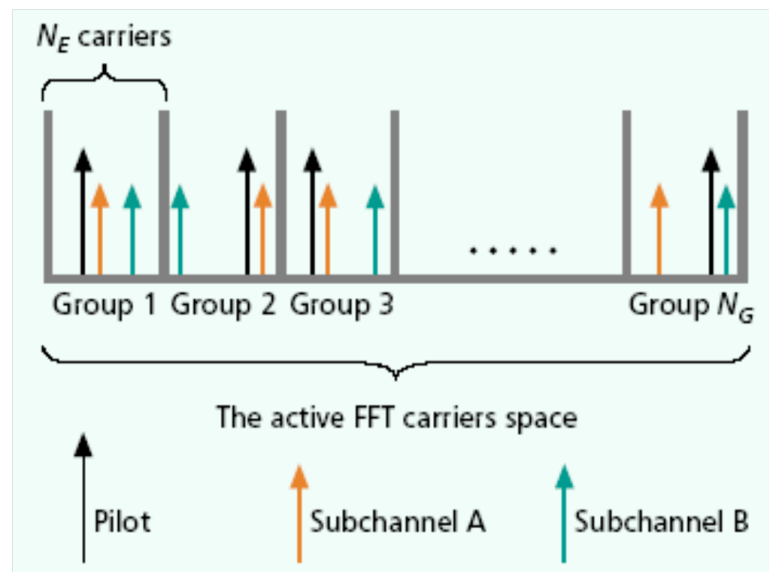 N_E carriers
Group 1 Group 2 Group 3 ..... Group N_G
The active FFT carriers space
Pilot Subchannel A Subchannel B